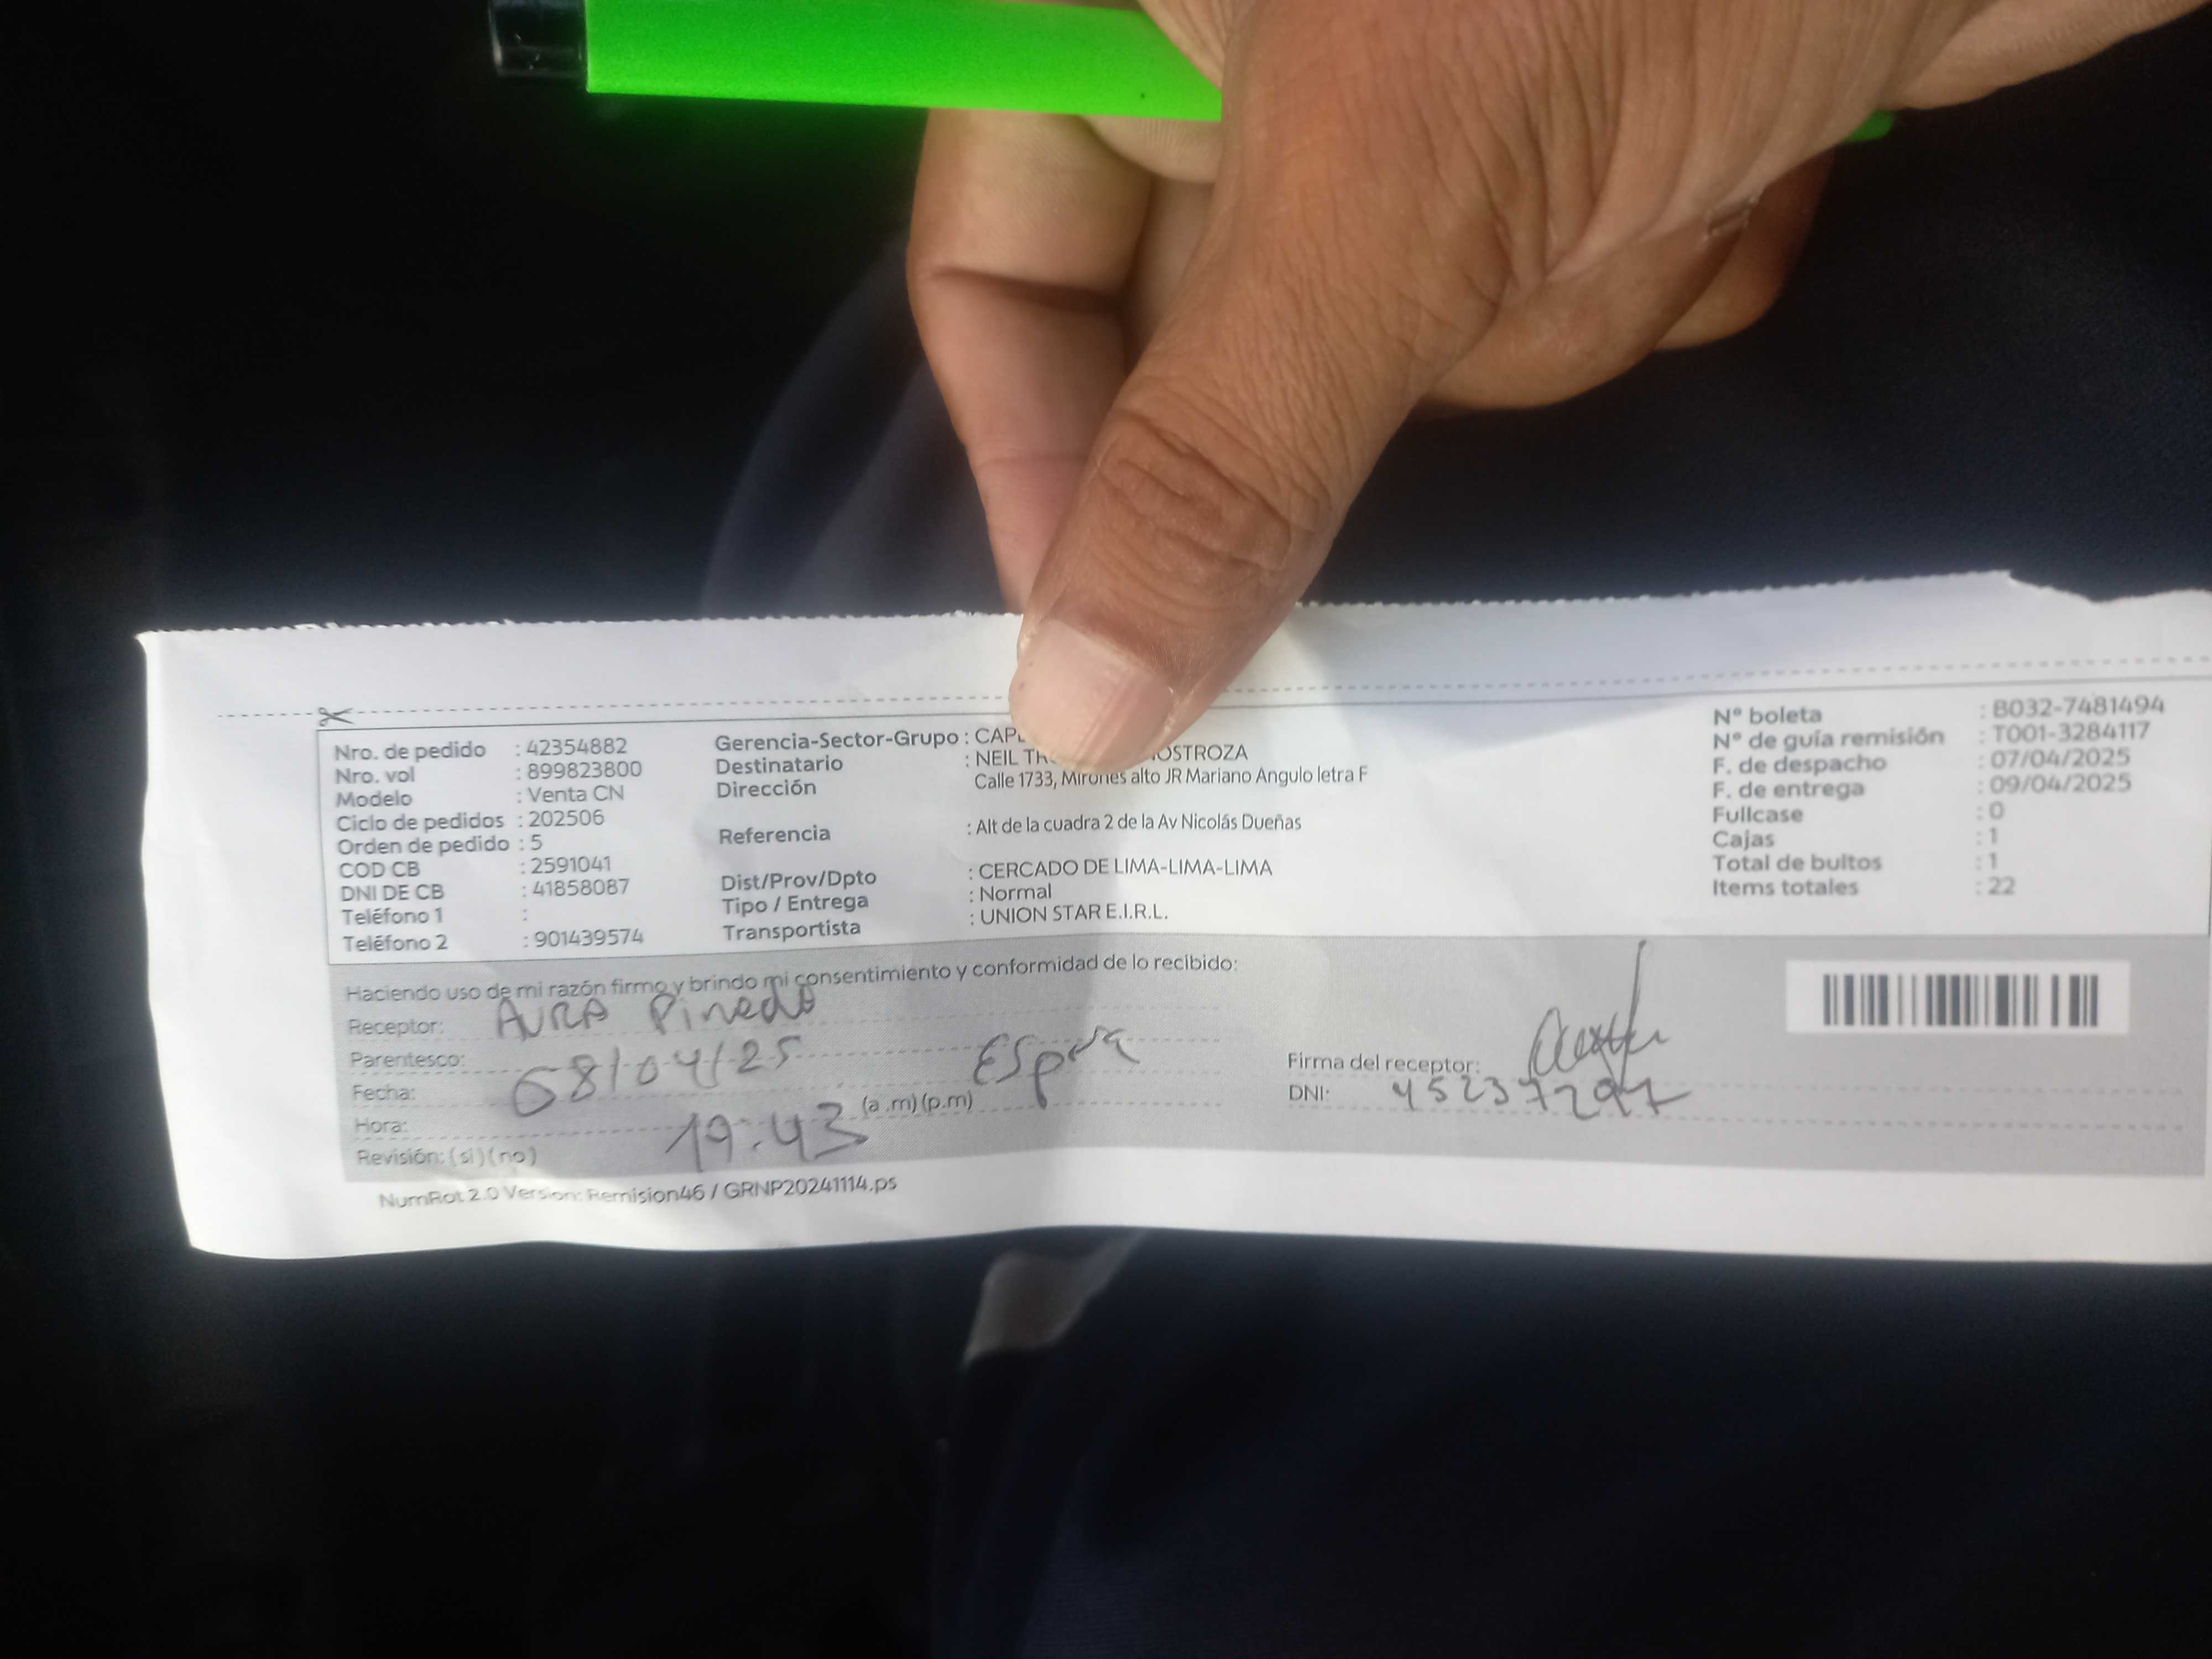 Nro. de pedido : 42354882
Nro. vol : 899823800
Modelo : Venta CN
Ciclo de pedidos : 202506
Orden de pedido : 5
COD CB : 2591041
DNI DE CB : 41858087
Teléfono 1 :
Teléfono 2 : 901439574
Gerencia-Sector-Grupo :
Destinatario : NEIL
Dirección Calle 1733, Mirones alto JR Mariano Angulo letra F
Referencia : Alt de la cuadra 2 de la Av Nicolás Dueñas
Dist/Prov/Dpto : CERCADO DE LIMA-LIMA-LIMA
Tipo / Entrega : Normal
Transportista : UNION STAR E.I.R.L.
N° boleta : B032-7481494
N° de guía remisión : T001-3284117
F. de despacho : 07/04/2025
F. de entrega : 09/04/2025
Fullcase : 0
Cajas : 1
Total de bultos : 1
Items totales : 22
Haciendo uso de mi razón firmo y brindo mi consentimiento y conformidad de lo recibido:
Receptor: AURA Pinedo
Parentesco:
Fecha: 08/04/25
Hora: 19:43 (a.m)(p.m)
Revisión: (si)(no)
Firma del receptor:
DNI: 45237297
NumRot 2.0 Version: Remision46 / GRNP20241114.ps